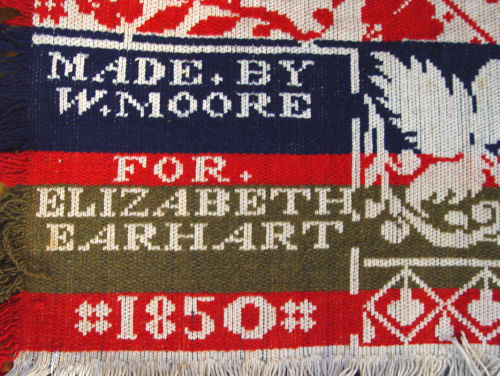 MADE. BY
W. MOORE
FOR.
ELIZABETH
EARHART
#1850#